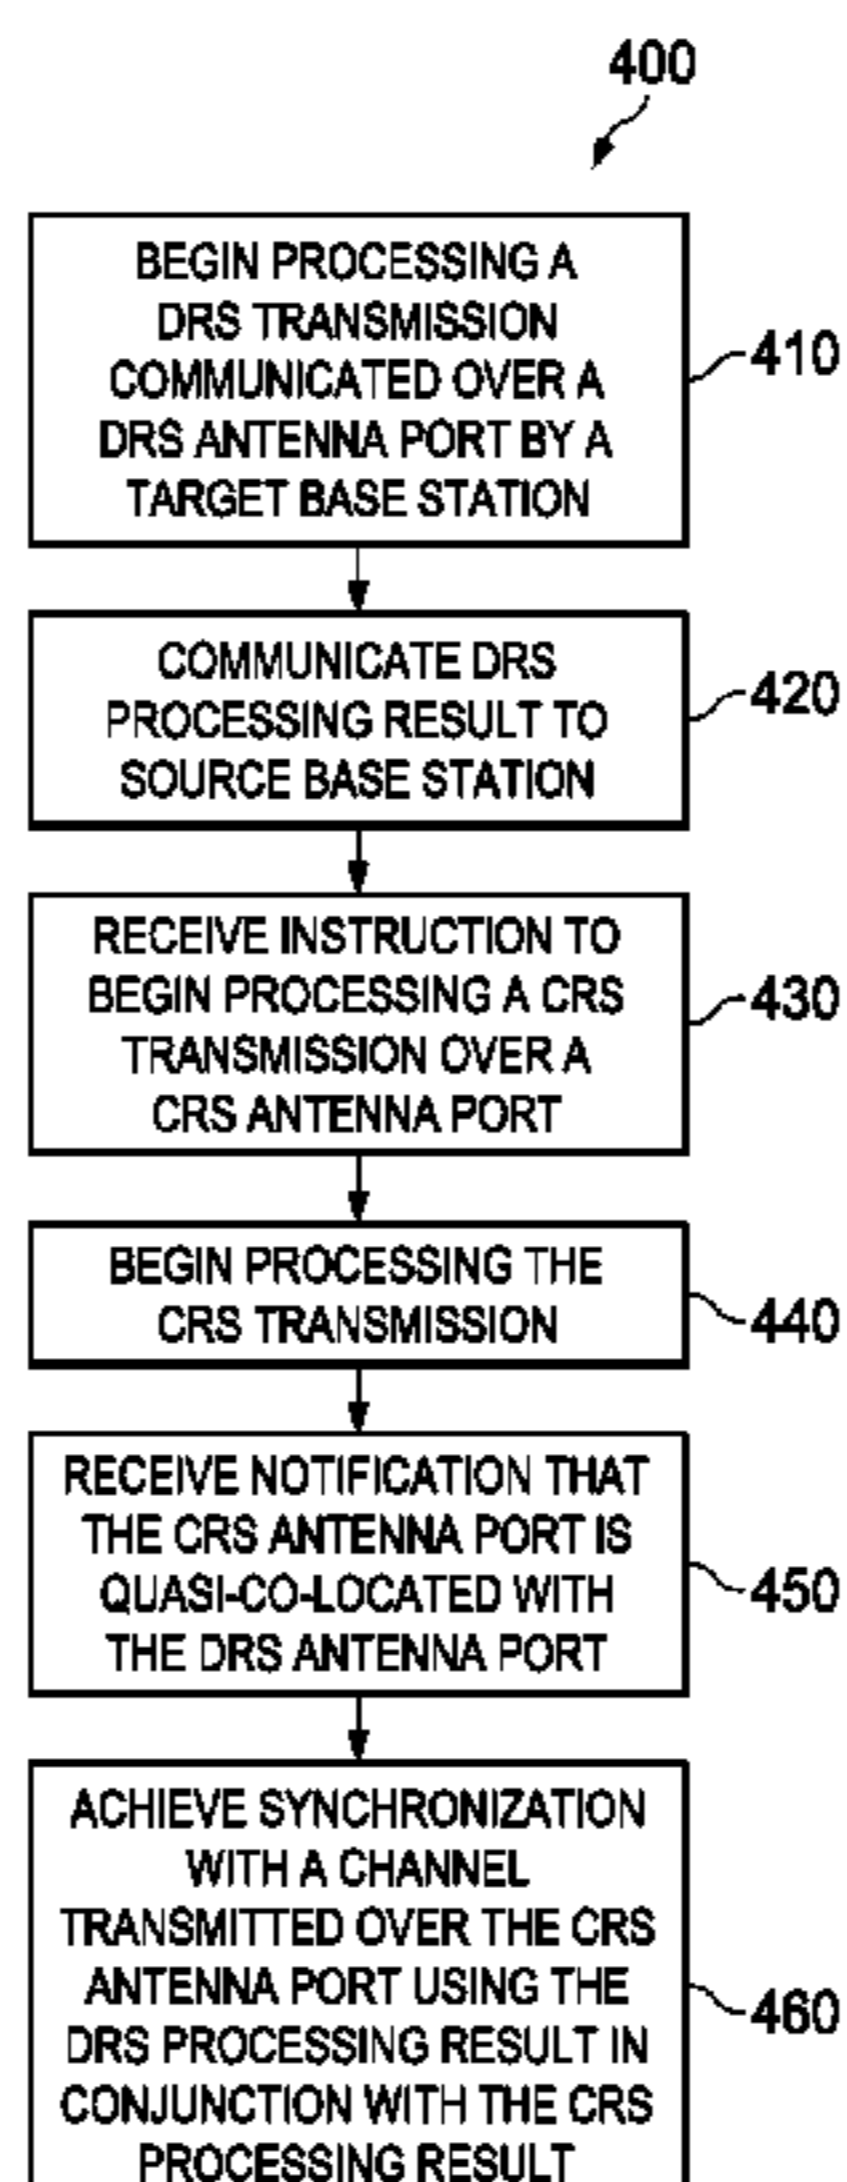 400
BEGIN PROCESSING A
DRS TRANSMISSION
COMMUNICATED OVER A
DRS ANTENNA PORT BY A
TARGET BASE STATION
410
COMMUNICATE DRS
PROCESSING RESULT TO
SOURCE BASE STATION
420
RECEIVE INSTRUCTION TO
BEGIN PROCESSING A CRS
TRANSMISSION OVER A
CRS ANTENNA PORT
430
BEGIN PROCESSING THE
CRS TRANSMISSION
440
RECEIVE NOTIFICATION THAT
THE CRS ANTENNA PORT IS
QUASI-CO-LOCATED WITH
THE DRS ANTENNA PORT
450
ACHIEVE SYNCHRONIZATION
WITH A CHANNEL
TRANSMITTED OVER THE CRS
ANTENNA PORT USING THE
DRS PROCESSING RESULT IN
CONJUNCTION WITH THE CRS
PROCESSING RESULT
460